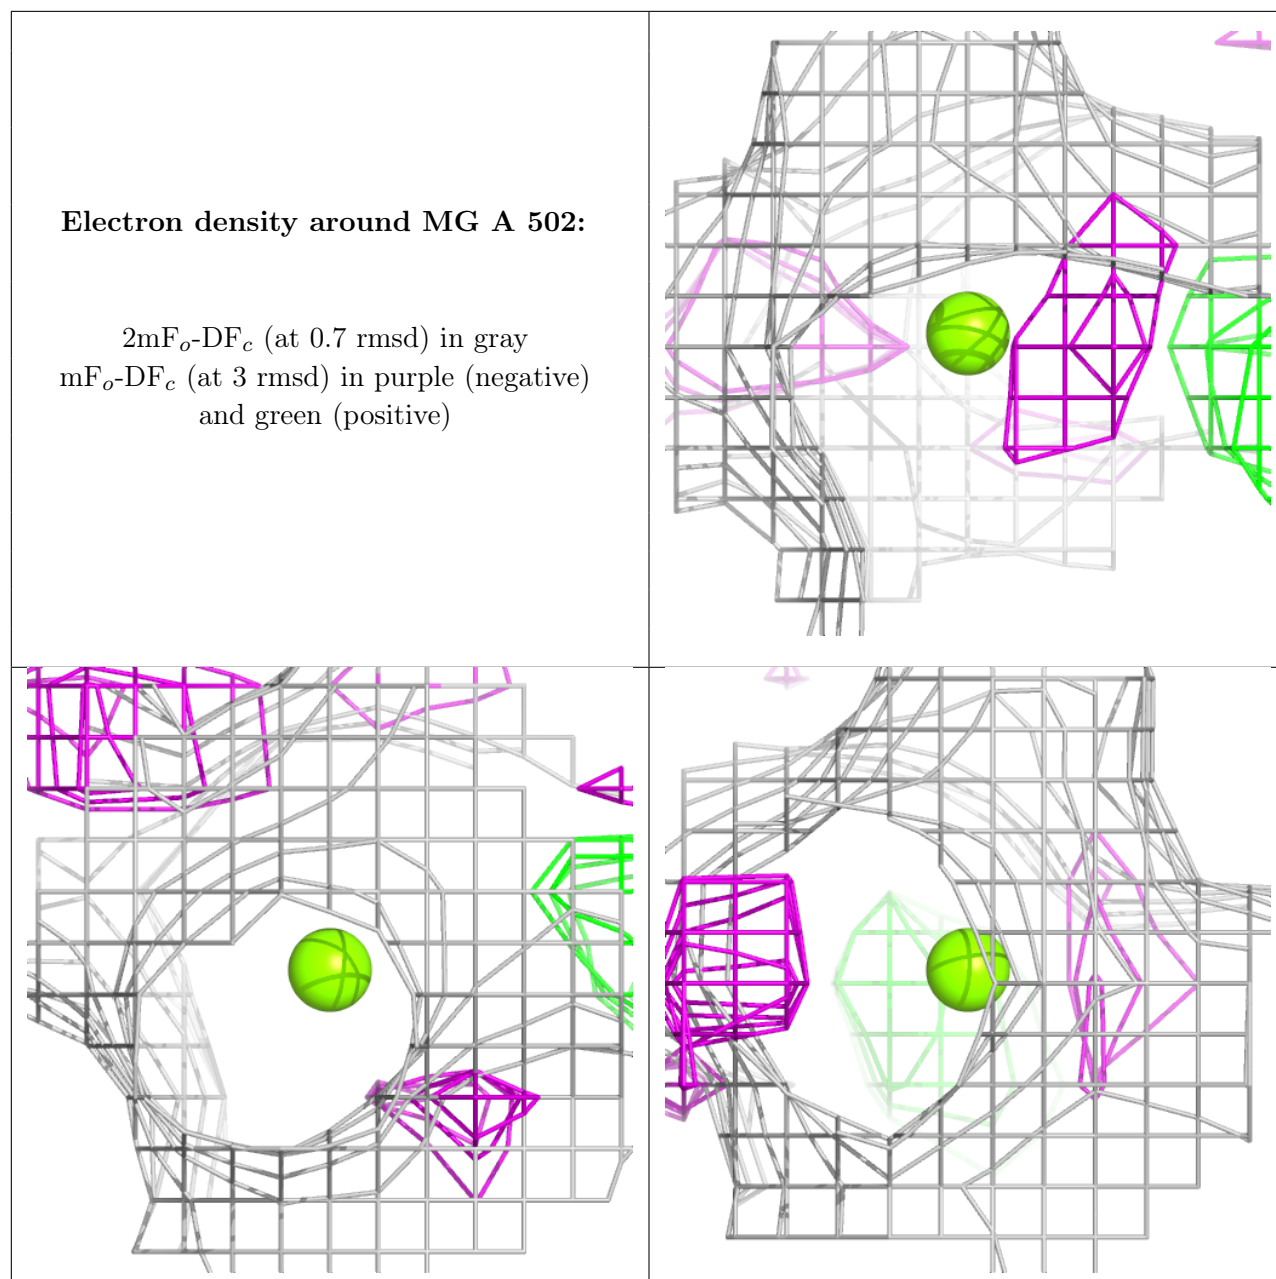 Electron density around MG A 502:
2mFo-DFc (at 0.7 rmsd) in gray
mFo-DFc (at 3 rmsd) in purple (negative)
and green (positive)